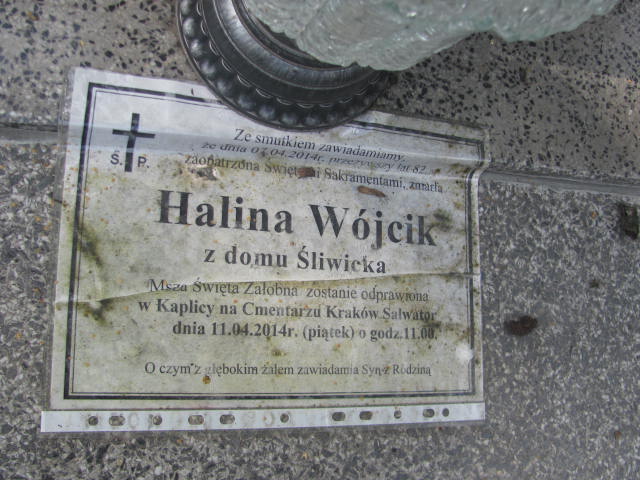 Ś. P.
Ze smutkiem zawiadamiamy,
że dnia 07.04.2014r. przeżywszy lat 82
zaopatrzona Świętymi Sakramentami, zmarła
Halina Wójcik
z domu Śliwicka
Msza Święta Żałobna zostanie odprawiona
w Kaplicy na Cmentarzu Kraków Salwator
dnia 11.04.2014r. (piątek) o godz.11.00.
O czym z głębokim żalem zawiadamia Syn z Rodziną